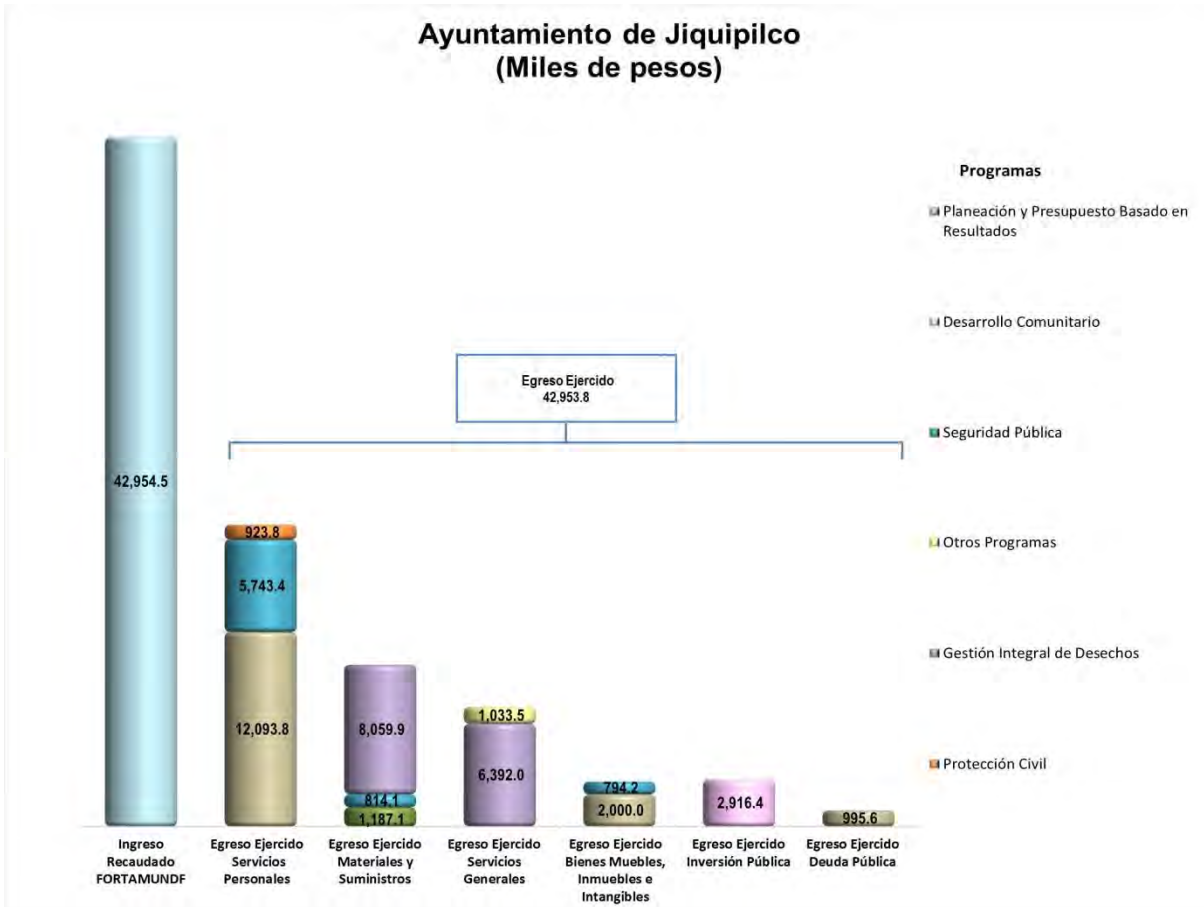 Ayuntamiento de Jiquipilco
(Miles de pesos)
Programas
Planeación y Presupuesto Basado en
Resultados
Desarrollo Comunitario
Seguridad Pública
Otros Programas
Gestión Integral de Desechos
Protección Civil
Egreso Ejercido
42,953.8
42,954.5
923.8
5,743.4
12,093.8
8,059.9
814.1
1,187.1
1,033.5
6,392.0
794.2
2,000.0
2,916.4
995.6
Ingreso
Recaudado
FORTAMUNDF
Egreso Ejercido
Servicios
Personales
Egreso Ejercido
Materiales y
Suministros
Egreso Ejercido
Servicios
Generales
Egreso Ejercido
Bienes Muebles,
Inmuebles e
Intangibles
Egreso Ejercido
Inversión Pública
Egreso Ejercido
Deuda Pública